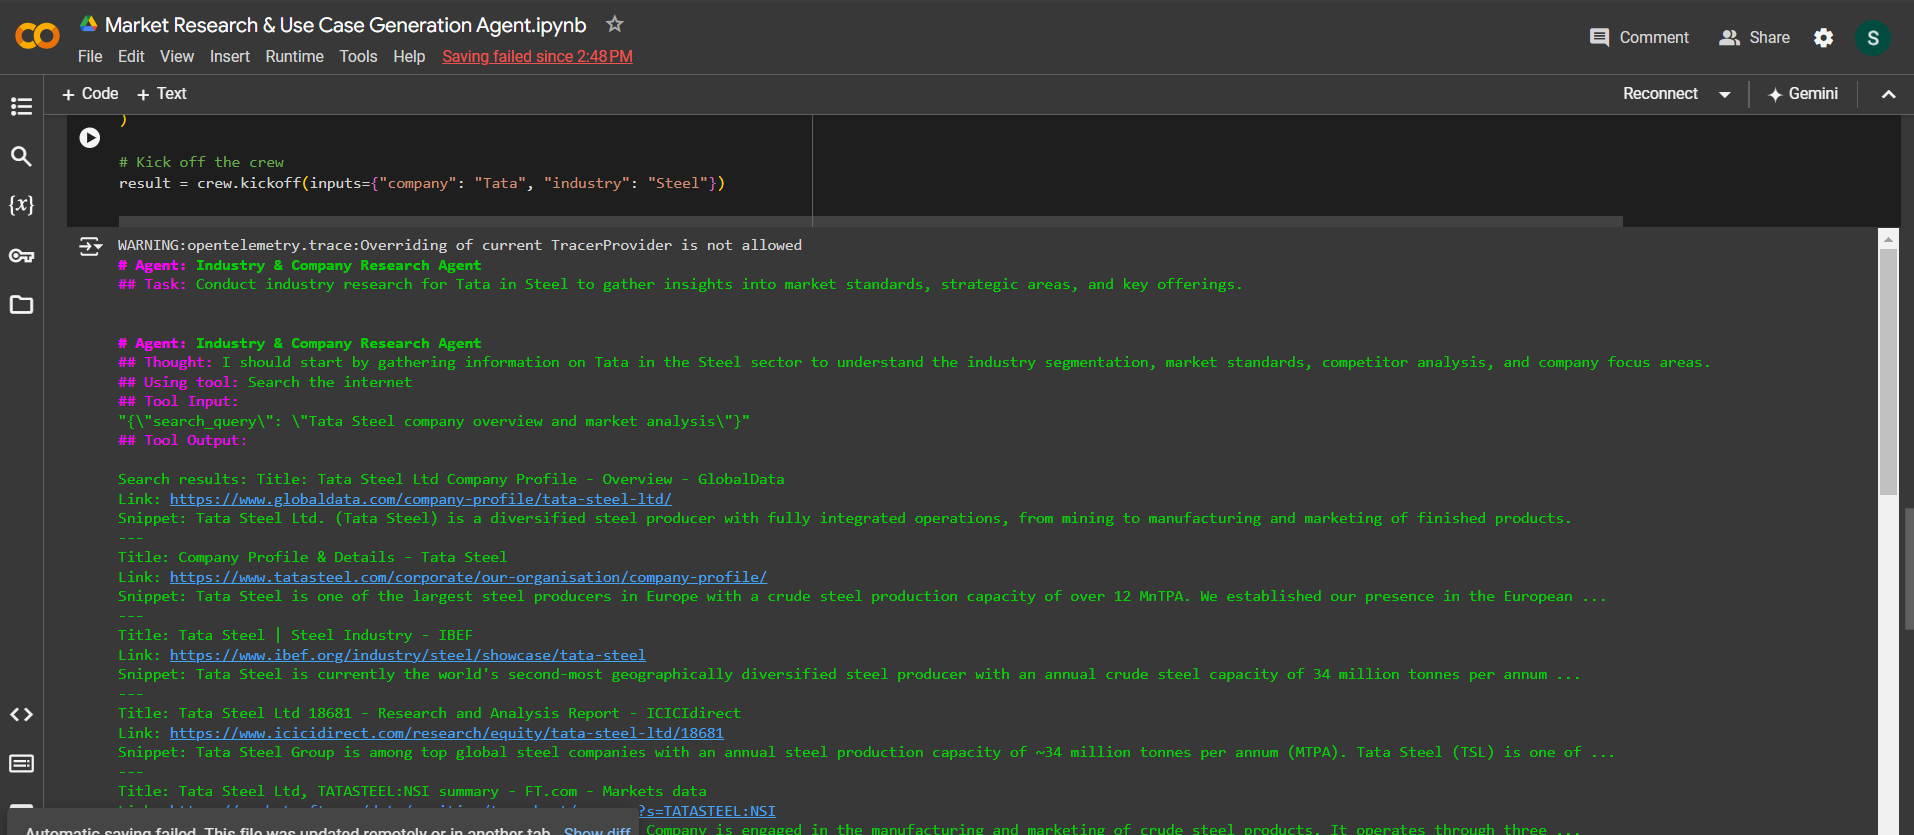 Market Research & Use Case Generation Agent.ipynb
File Edit View Insert Runtime Tools Help Saving failed since 2:48 PM
Comment Share S
+ Code + Text
Reconnect Gemini
)
# Kick off the crew
result = crew.kickoff(inputs={"company": "Tata", "industry": "Steel"})
{x}
WARNING:opentelemetry.trace:Overriding of current TracerProvider is not allowed
# Agent: Industry & Company Research Agent
## Task: Conduct industry research for Tata in Steel to gather insights into market standards, strategic areas, and key offerings.
# Agent: Industry & Company Research Agent
## Thought: I should start by gathering information on Tata in the Steel sector to understand the industry segmentation, market standards, competitor analysis, and company focus areas.
## Using tool: Search the internet
## Tool Input:
"{\"search_query\": \"Tata Steel company overview and market analysis\"}"
## Tool Output:
Search results: Title: Tata Steel Ltd Company Profile - Overview - GlobalData
Link: https://www.globaldata.com/company-profile/tata-steel-ltd/
Snippet: Tata Steel Ltd. (Tata Steel) is a diversified steel producer with fully integrated operations, from mining to manufacturing and marketing of finished products.
---
Title: Company Profile & Details - Tata Steel
Link: https://www.tatasteel.com/corporate/our-organisation/company-profile/
Snippet: Tata Steel is one of the largest steel producers in Europe with a crude steel production capacity of over 12 MnTPA. We established our presence in the European ...
---
Title: Tata Steel | Steel Industry - IBEF
Link: https://www.ibef.org/industry/steel/showcase/tata-steel
Snippet: Tata Steel is currently the world's second-most geographically diversified steel producer with an annual crude steel capacity of 34 million tonnes per annum ...
---
Title: Tata Steel Ltd 18681 - Research and Analysis Report - ICICIdirect
Link: https://www.icicidirect.com/research/equity/tata-steel-ltd/18681
Snippet: Tata Steel Group is among top global steel companies with an annual steel production capacity of ~34 million tonnes per annum (MTPA). Tata Steel (TSL) is one of ...
---
Title: Tata Steel Ltd, TATASTEEL:NSI summary - FT.com - Markets data
?s=TATASTEEL:NSI
Automatic saving failed. This file was updated remotely or in another tab. Show diff
Company is engaged in the manufacturing and marketing of crude steel products. It operates through three ...